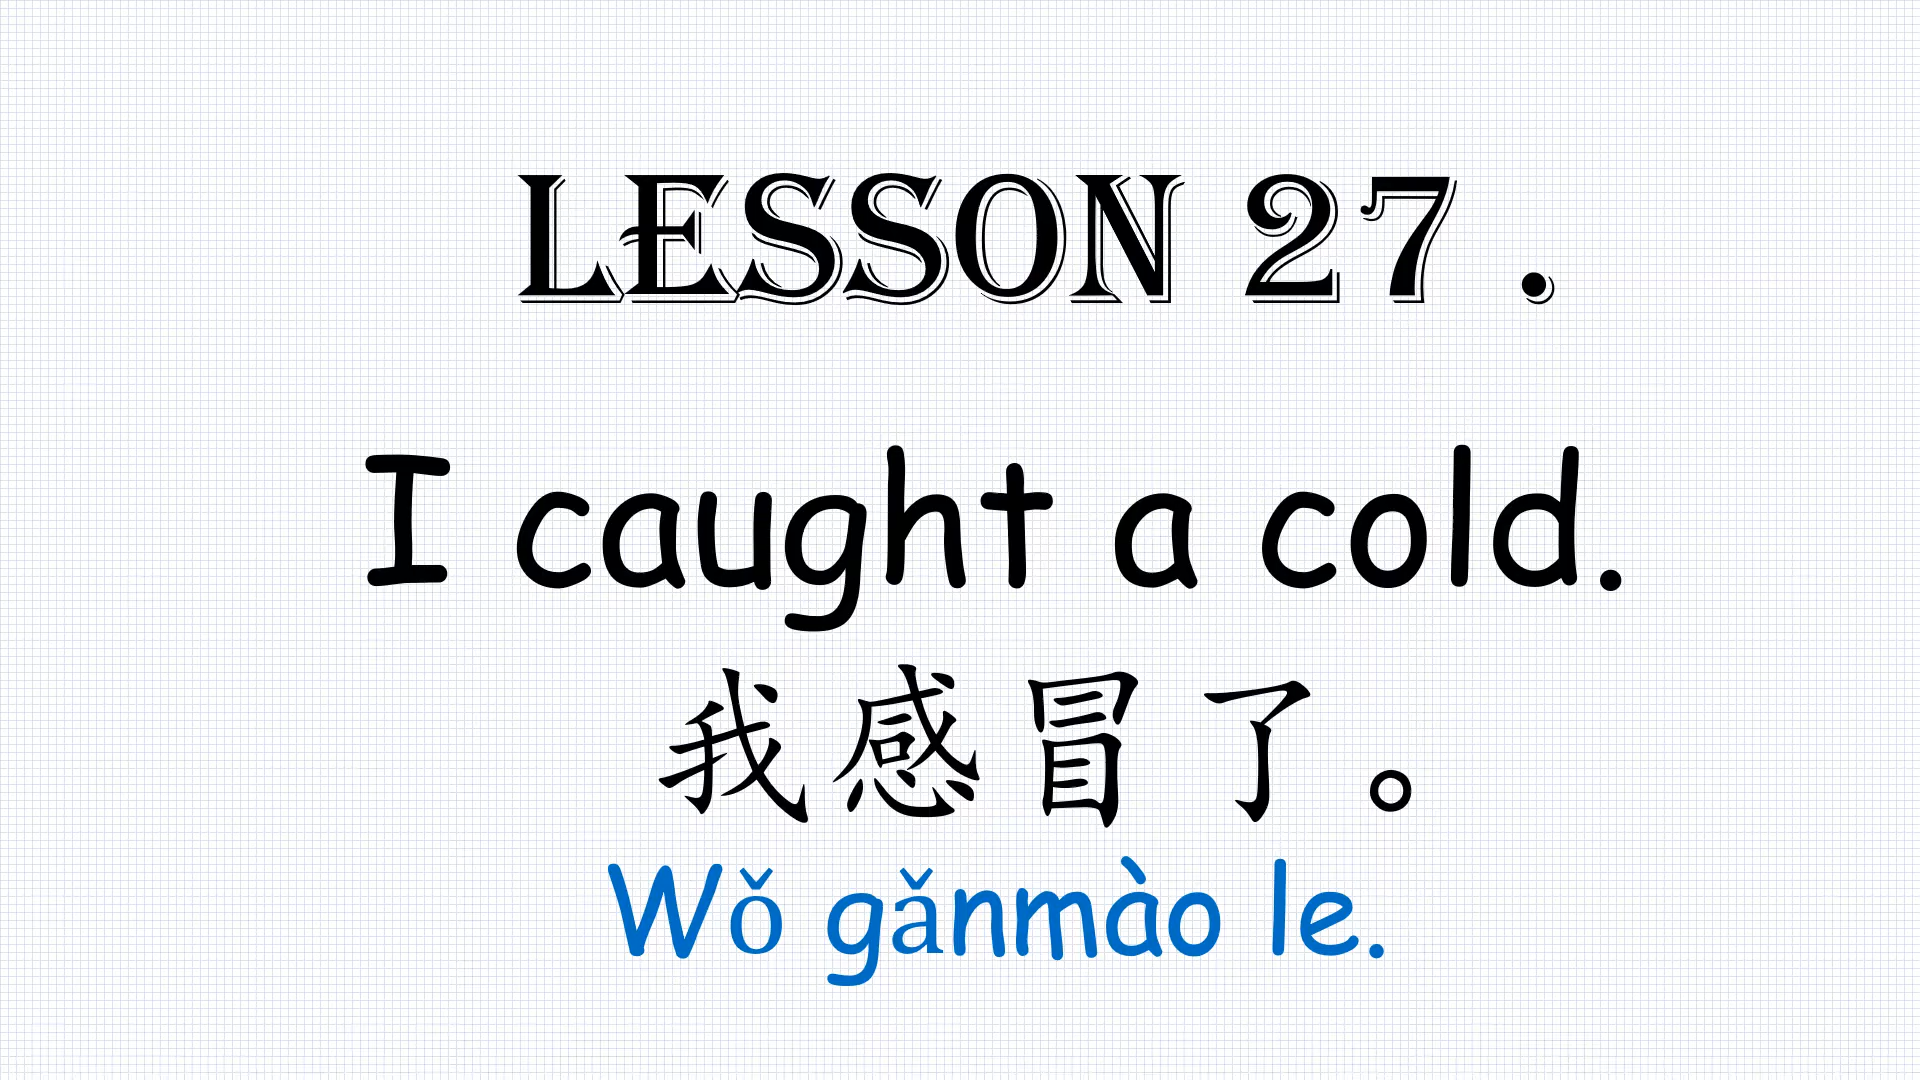 LESSON 27 .
I caught a cold.
我感冒了。
Wǒ gǎnmào le.